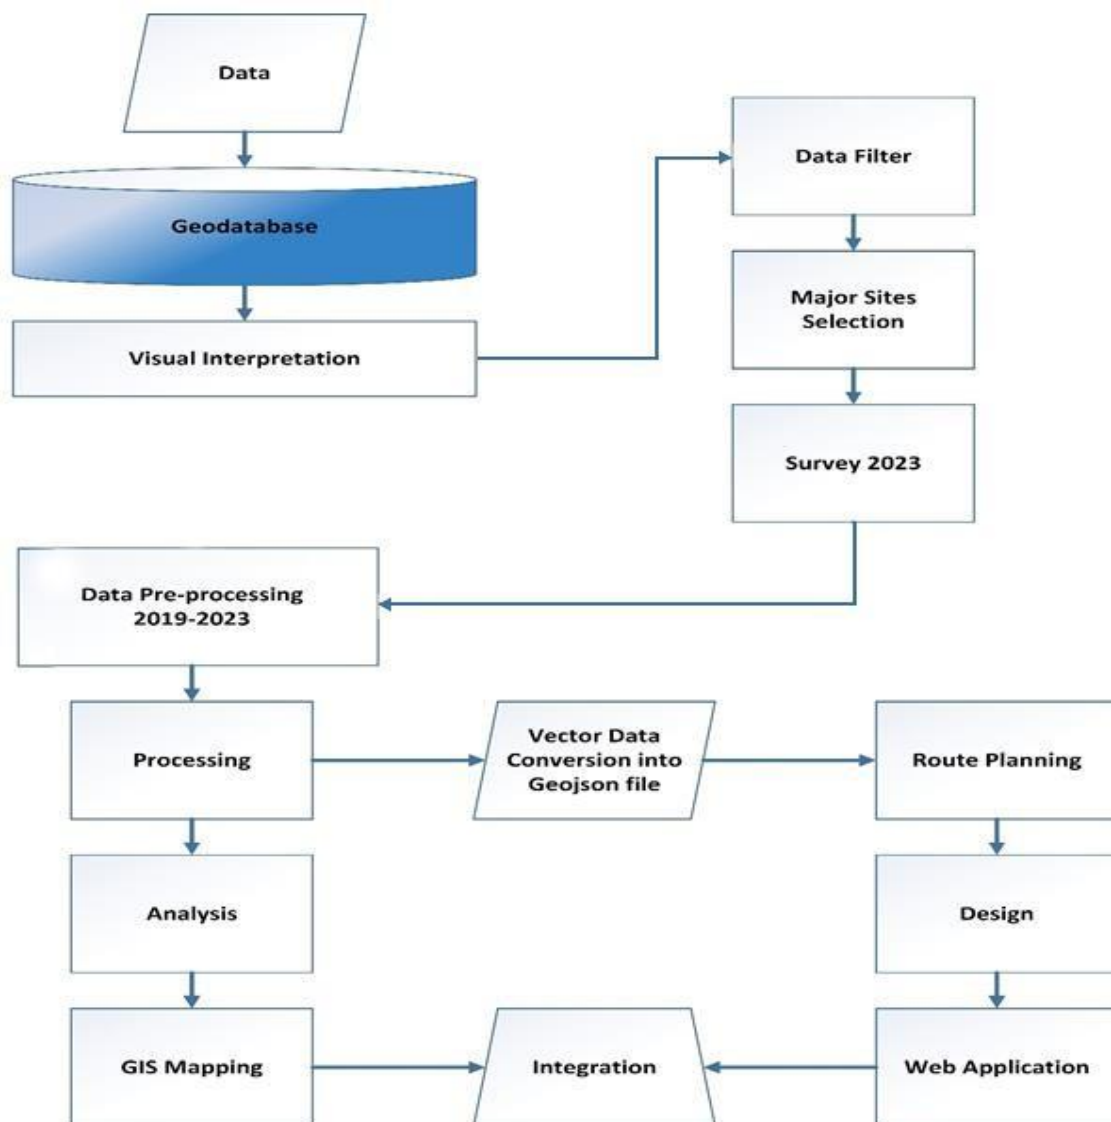 Data
Geodatabase
Visual Interpretation
Data Filter
Major Sites
Selection
Survey 2023
Data Pre-processing
2019-2023
Processing
Vector Data
Conversion into
Geojson file
Route Planning
Analysis
Design
GIS Mapping
Integration
Web Application